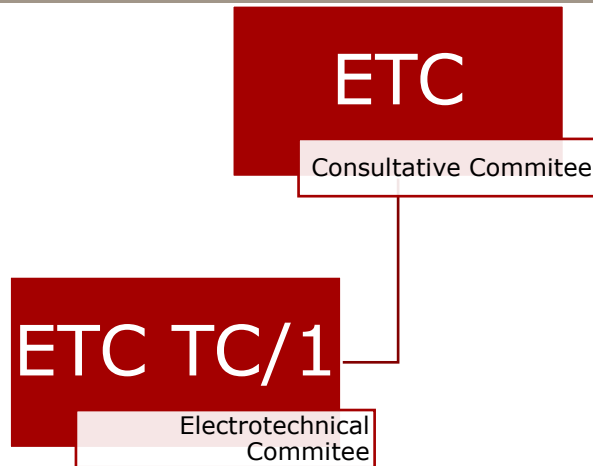 ETC
Consultative Commitee
ETC TC/1
Electrotechnical
Commitee